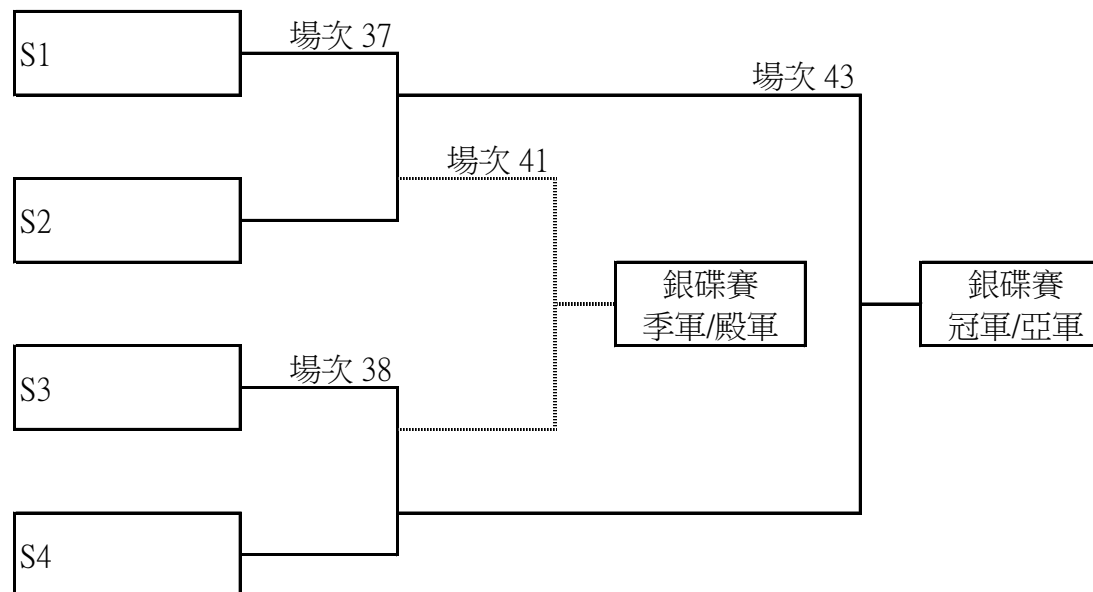 場次 37
S1
場次 43
場次 41
S2
銀碟賽
季軍/殿軍
銀碟賽
冠軍/亞軍
場次 38
S3
S4